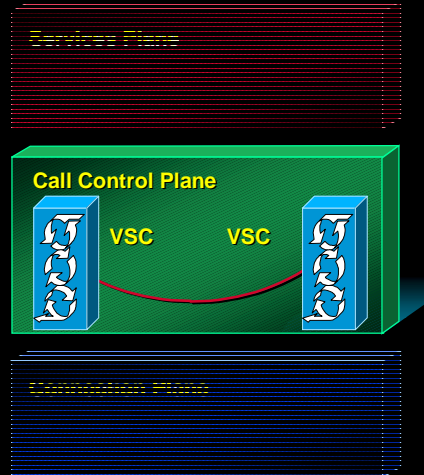 Services Plane
Call Control Plane
VSC VSC
Connection Plane